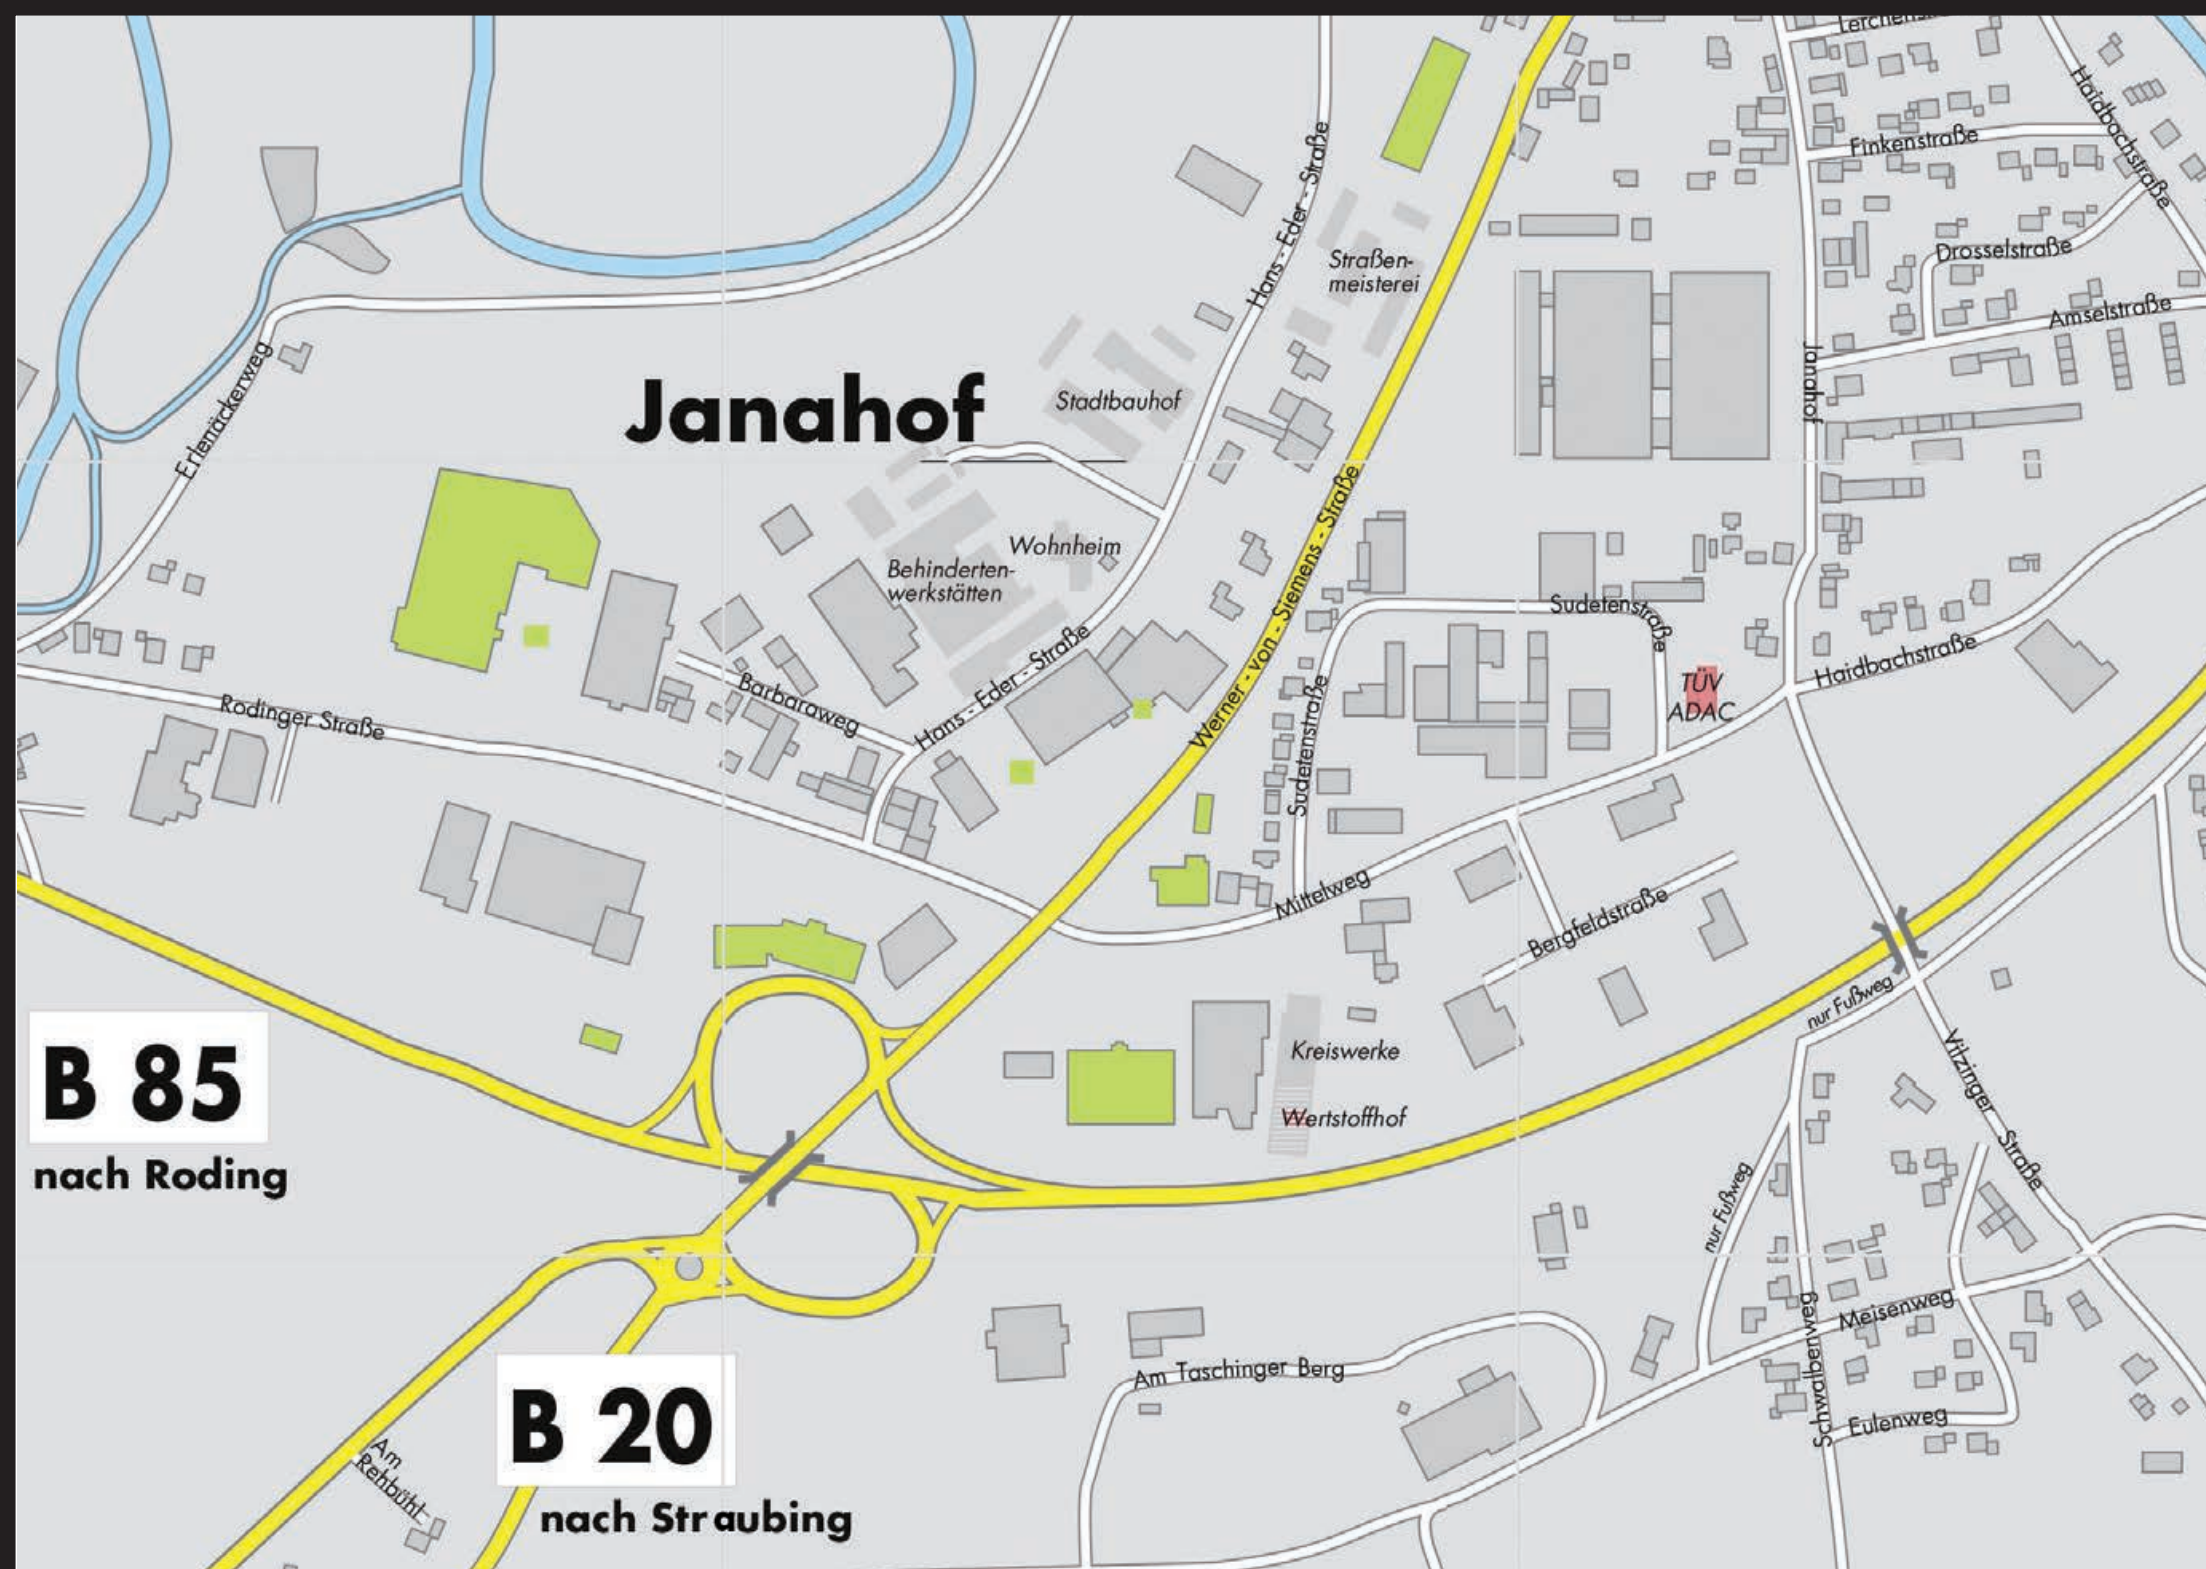 Lerchenstr
Haidbachstraße
Finkenstraße
Hans - Eder - Straße
Drosselstraße
Straßen-
meisterei
Amselstraße
Erlenäckerweg
Janahof
Janahof
Stadtbauhof
Werner - von - Siemens - Straße
Wohnheim
Behinderten-
werkstätten
Sudetenstraße
Hans - Eder - Straße
Haidbachstraße
TÜV
ADAC
Barbaraweg
Rodinger Straße
Sudetenstraße
Mittelweg
Bergfeldstraße
nur Fußweg
Kreiswerke
B 85
nach Roding
Wertstoffhof
Vilzinger Straße
nur Fußweg
Meisenweg
Am Taschinger Berg
Schwalbenweg
Eulenweg
B 20
nach Straubing
Am
Rehbühl